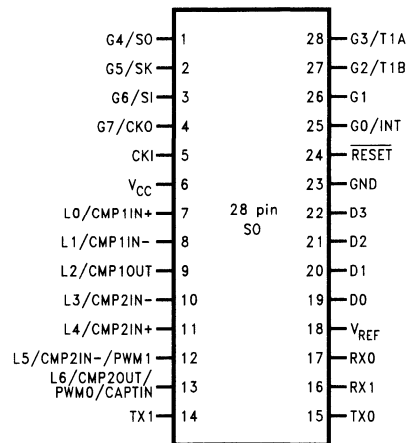 G4/SO 1 28 G3/T1A
G5/SK 2 27 G2/T1B
G6/SI 3 26 G1
G7/CKO 4 25 G0/INT
CKI 5 24 RESET
VCC 6 23 GND
L0/CMP1IN+ 7 28 pin 22 D3
L1/CMP1IN- 8 SO 21 D2
L2/CMP1OUT 9 20 D1
L3/CMP2IN- 10 19 D0
L4/CMP2IN+ 11 18 VREF
L5/CMP2IN-/PWM1 12 17 RX0
L6/CMP2OUT/
PWM0/CAPTIN 13 16 RX1
TX1 14 15 TX0